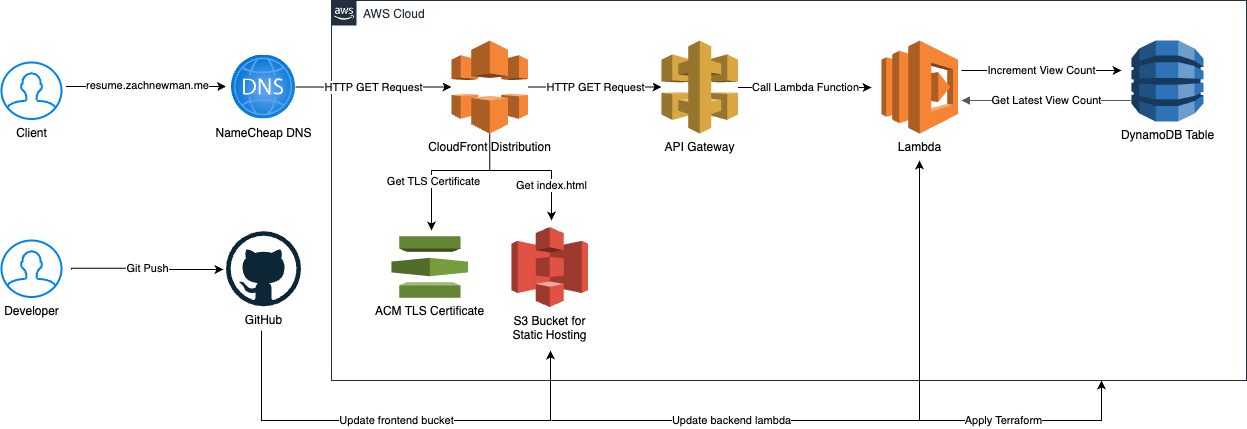 aws
AWS Cloud
resume.zachnewman.me
DNS
HTTP GET Request
HTTP GET Request
Call Lambda Function
Increment View Count
Get Latest View Count
Client
NameCheap DNS
CloudFront Distribution
API Gateway
Lambda
DynamoDB Table
Get TLS Certificate
Get index.html
Git Push
Developer
GitHub
ACM TLS Certificate
S3 Bucket for
Static Hosting
Update frontend bucket
Update backend lambda
Apply Terraform